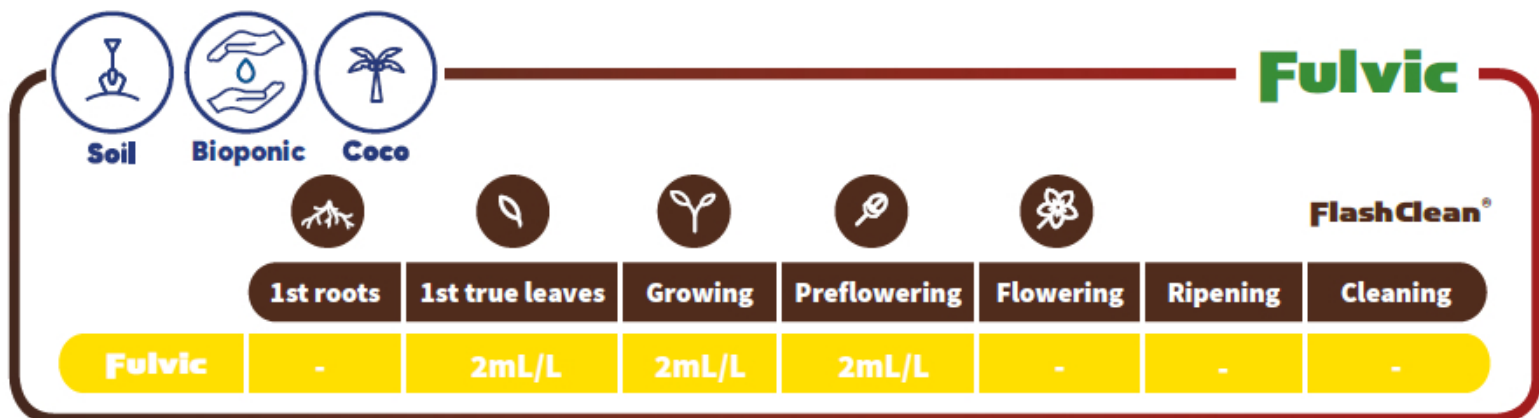 Fulvic
Soil Bioponic Coco
FlashClean®
1st roots 1st true leaves Growing Preflowering Flowering Ripening Cleaning
Fulvic - 2mL/L 2mL/L 2mL/L - - -